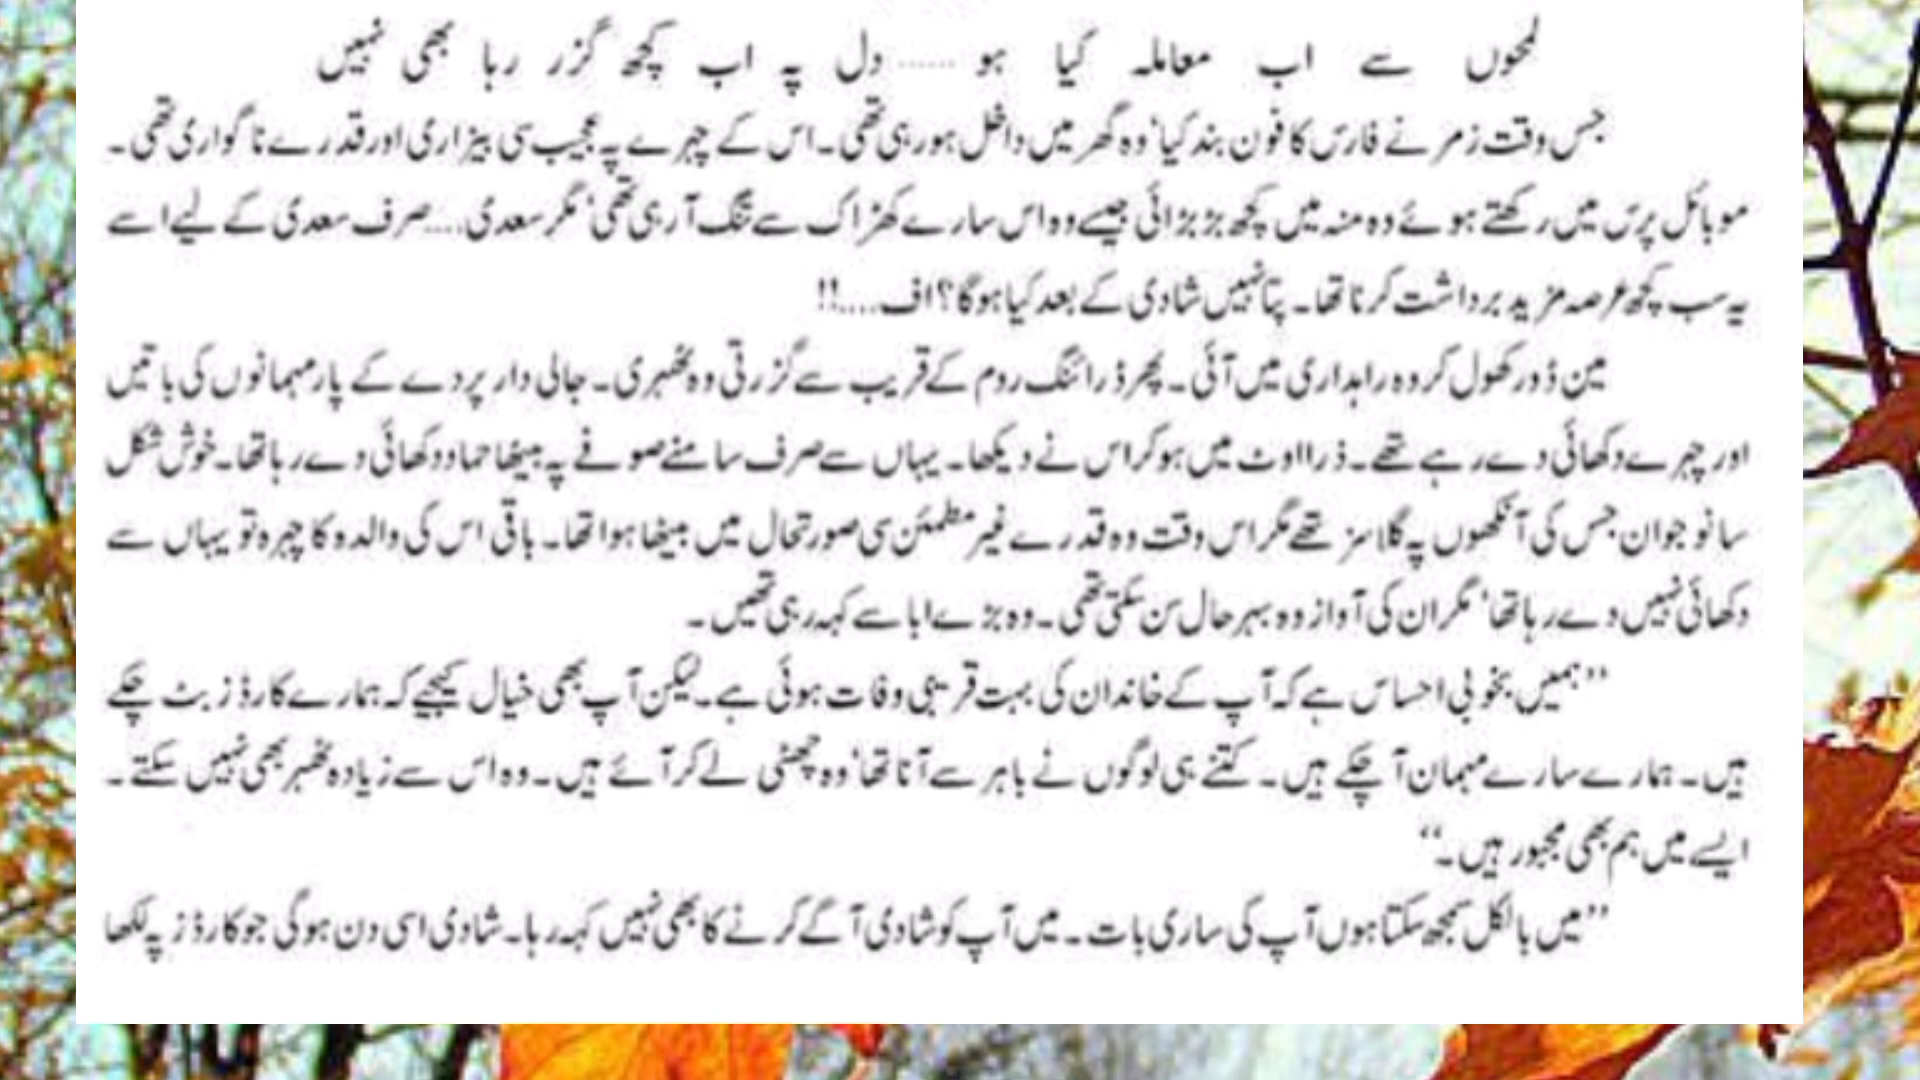 لمحوں سے اب معاملہ کیا ہو ...... دل پہ اب کچھ گزر رہا بھی نہیں
جس وقت زمر نے فارس کا فون بند کیا' وہ گھر میں داخل ہو رہی تھی۔ اس کے چہرے پہ عجیب سی بیزاری اور قدرے ناگواری تھی۔
موبائل پرس میں رکھتے ہوئے وہ منہ میں کچھ بڑبڑائی جیسے وہ اس سارے کھڑاک سے تنگ آ رہی تھی' مگر سعدی.... صرف سعدی کے لیے اسے
یہ سب کچھ عرصہ مزید برداشت کرنا تھا۔ پتا نہیں شادی کے بعد کیا ہوگا؟ اف....!!
مین ڈور کھول کر وہ راہداری میں آئی۔ پھر ڈرائنگ روم کے قریب سے گزرتی وہ ٹھہری۔ جالی دار پردے کے پار مہمانوں کی باتیں
اور چہرے دکھائی دے رہے تھے۔ ذرا اوٹ میں ہو کر اس نے دیکھا۔ یہاں سے صرف سامنے صوفے پہ بیٹھا حماد دکھائی دے رہا تھا۔ خوش شکل
سا نوجوان جس کی آنکھوں پہ گلاسز تھے مگر اس وقت وہ قدرے غیر مطمئن سی صورتحال میں بیٹھا ہوا تھا۔ باقی اس کی والدہ کا چہرہ تو یہاں سے
دکھائی نہیں دے رہا تھا' مگر ان کی آواز وہ بہرحال سن سکتی تھی۔ وہ بڑے ابا سے کہہ رہی تھیں۔
’’ہمیں بخوبی احساس ہے کہ آپ کے خاندان کی بہت قریبی وفات ہوئی ہے۔ لیکن آپ بھی خیال کیجیے کہ ہمارے کارڈز بٹ چکے
ہیں۔ ہمارے سارے مہمان آ چکے ہیں۔ کتنے ہی لوگوں نے باہر سے آنا تھا' وہ چھٹی لے کر آئے ہیں۔ وہ اس سے زیادہ ٹھہر بھی نہیں سکتے۔
ایسے میں ہم بھی مجبور ہیں۔‘‘
’’میں بالکل سمجھ سکتا ہوں آپ کی ساری بات۔ میں آپ کو شادی آگے کرنے کا بھی نہیں کہہ رہا۔ شادی اسی دن ہوگی جو کارڈز پہ لکھا